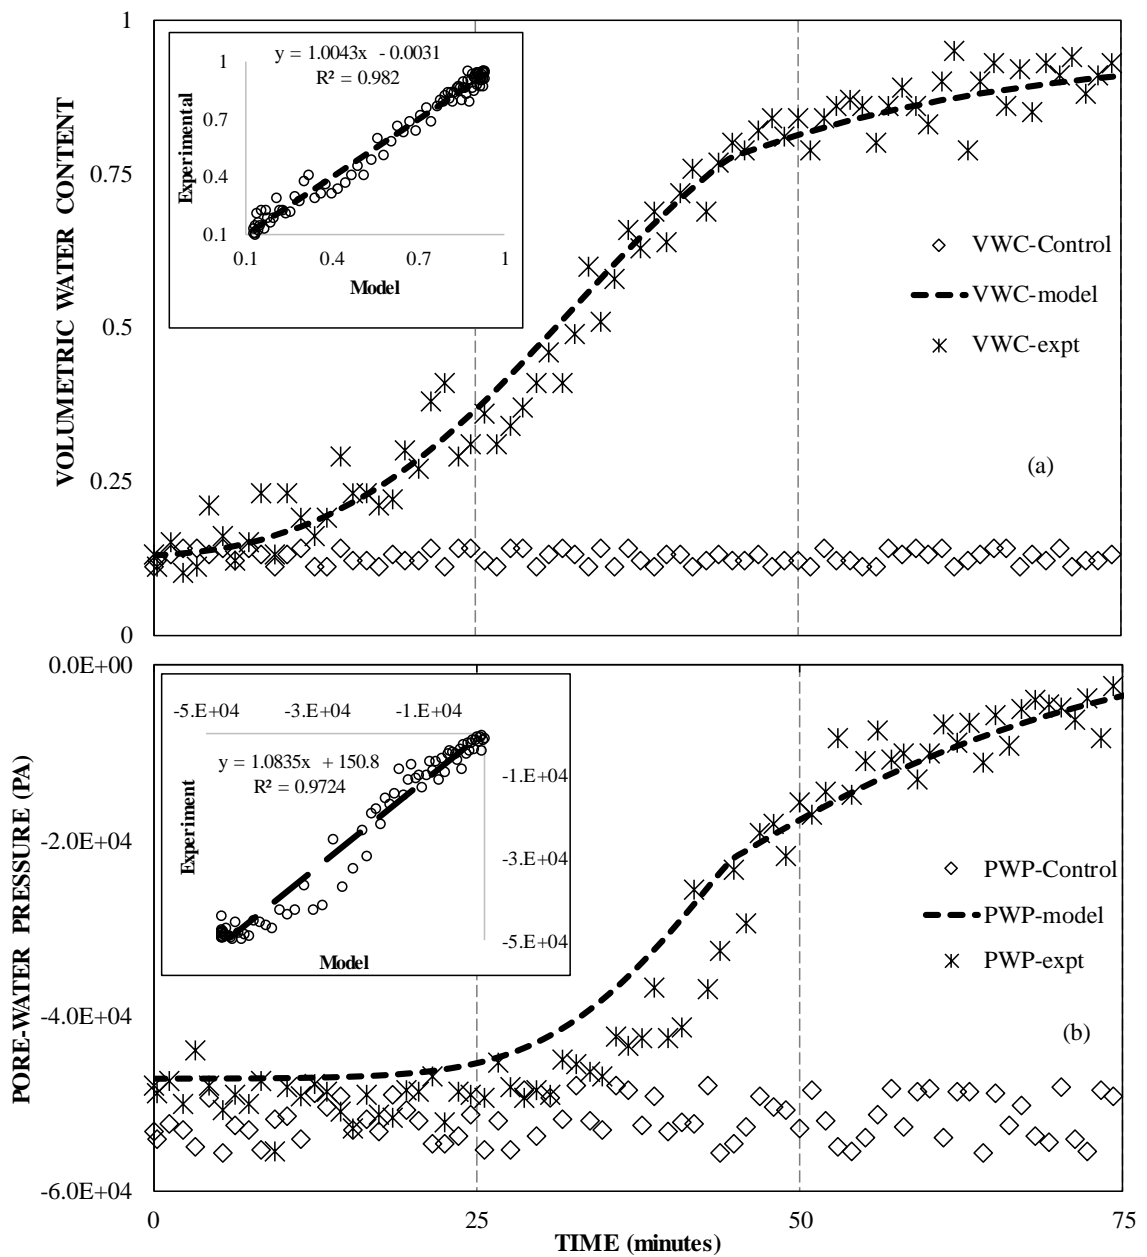 1
y = 1.0043x - 0.0031
R² = 0.982
1
0.7
0.4
0.1
0.1 0.4 0.7 1
Experimental
Model
0.75
0.5
0.25
0
VOLUMETRIC WATER CONTENT
VWC-Control
VWC-model
VWC-expt
(a)
0.0E+00
-5.E+04 -3.E+04 -1.E+04
y = 1.0835x + 150.8
R² = 0.9724
-1.E+04
-3.E+04
-5.E+04
Experiment
Model
-2.0E+04
-4.0E+04
-6.0E+04
PORE-WATER PRESSURE (PA)
PWP-Control
PWP-model
PWP-expt
(b)
0 25 50 75
TIME (minutes)